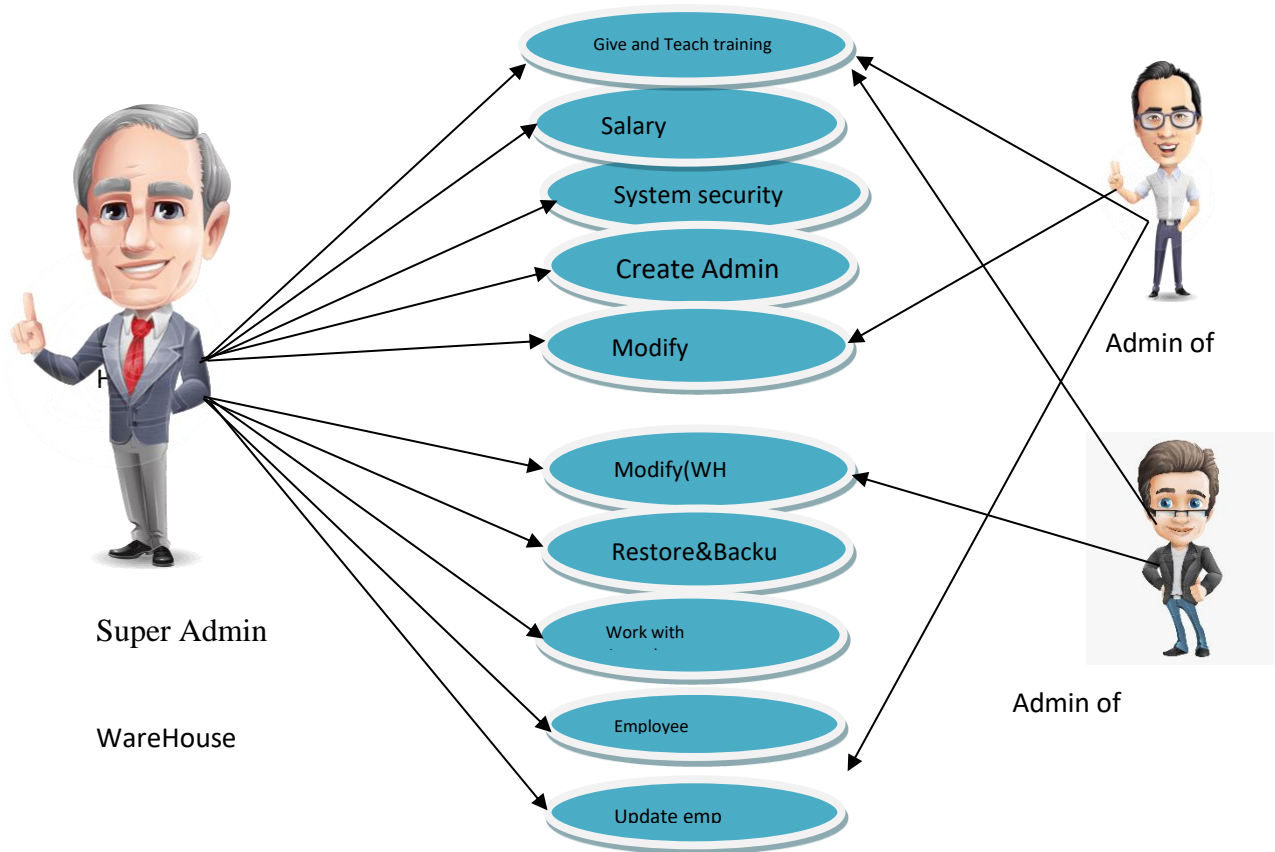 Give and Teach training
Salary
System security
Create Admin
Modify
Admin of
H
Modify(WH
Restore&Backu
Work with
Super Admin
Admin of
Employee
WareHouse
Update emp